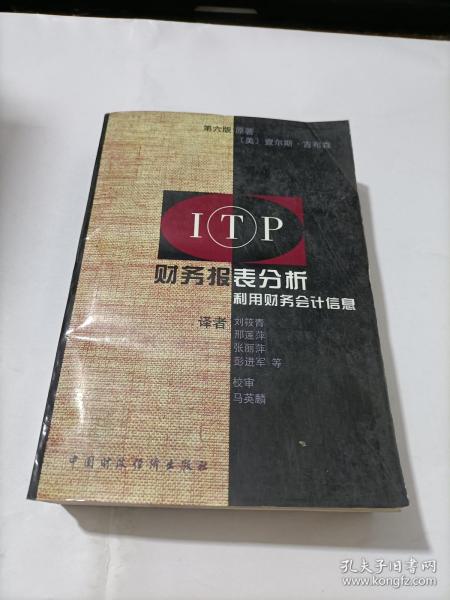 第六版 原著
〔美〕查尔斯·吉布森
ITP
财务报表分析
利用财务会计信息
译者 刘筱青
邢莲萍
张丽萍
彭进军 等
校审
马英麟
中国财政经济出版社
孔夫子旧书网
www.kongfz.com